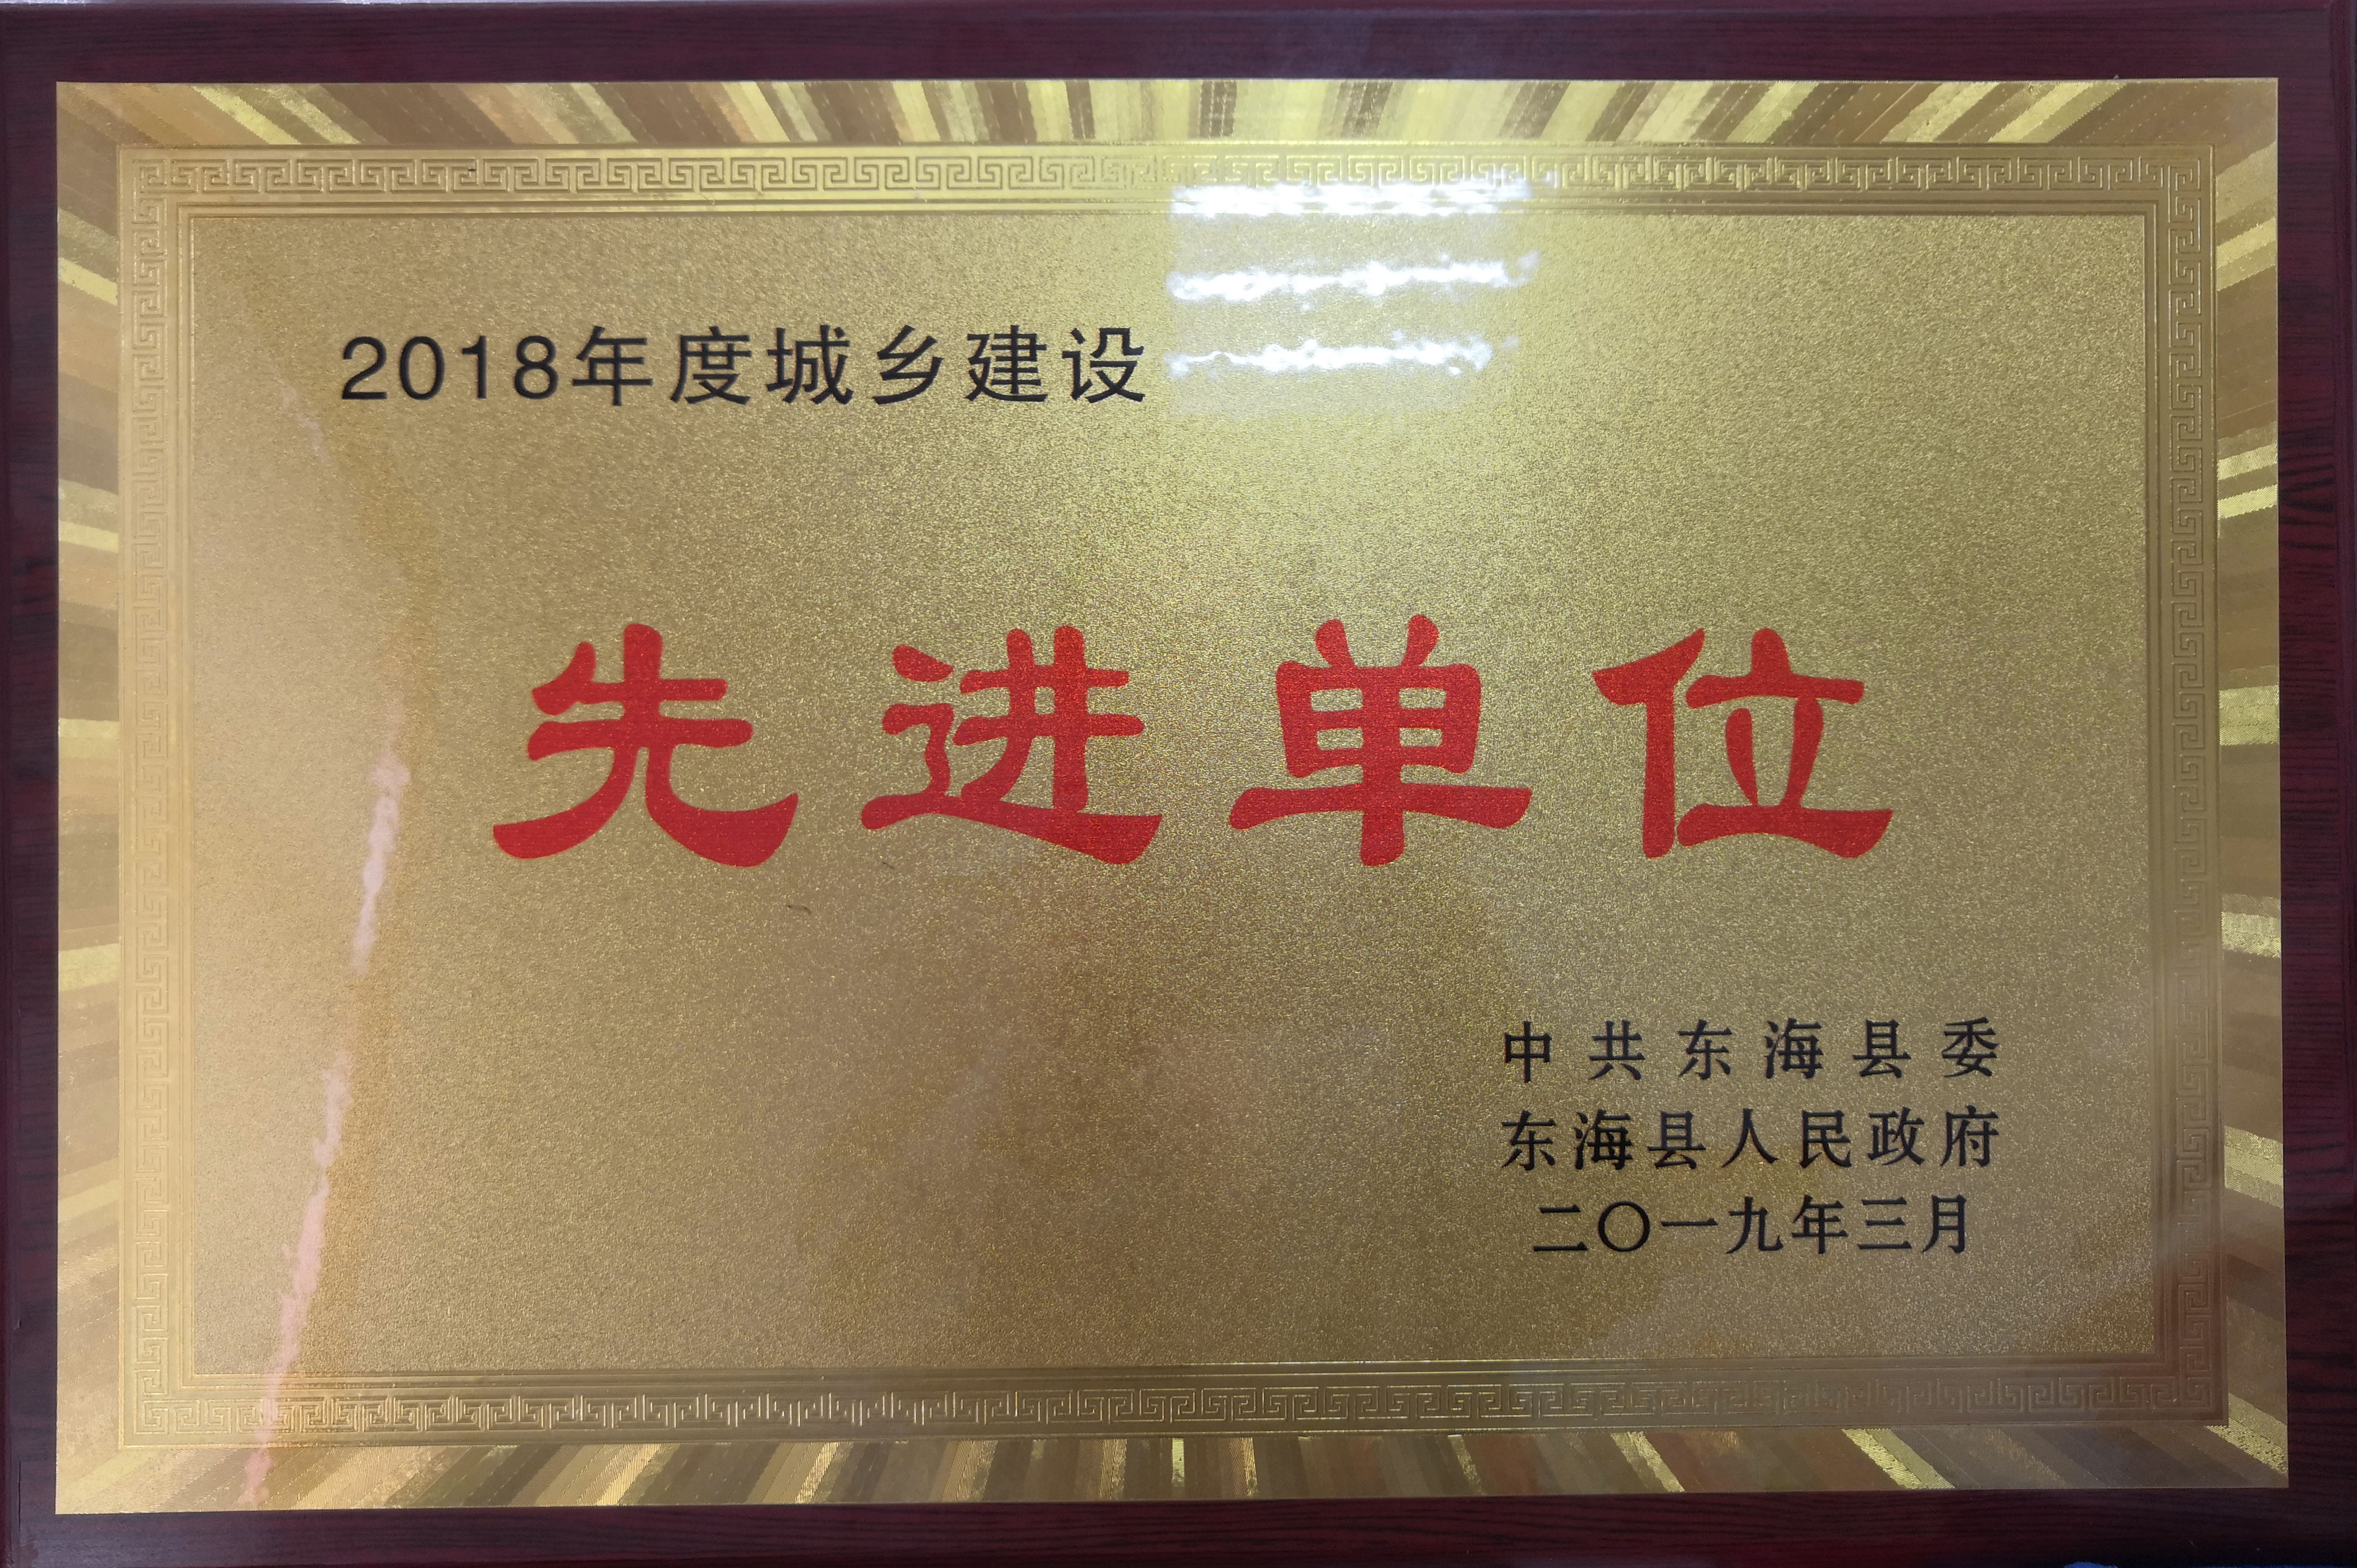 2018年度城乡建设
先进单位
中共东海县委
东海县人民政府
二〇一九年三月